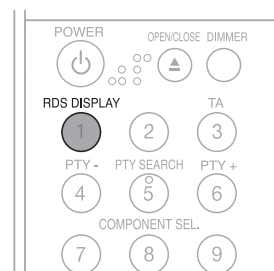 POWER OPEN/CLOSE DIMMER
RDS DISPLAY TA
1 2 3
PTY - PTY SEARCH PTY +
4 5 6
COMPONENT SEL.
7 8 9